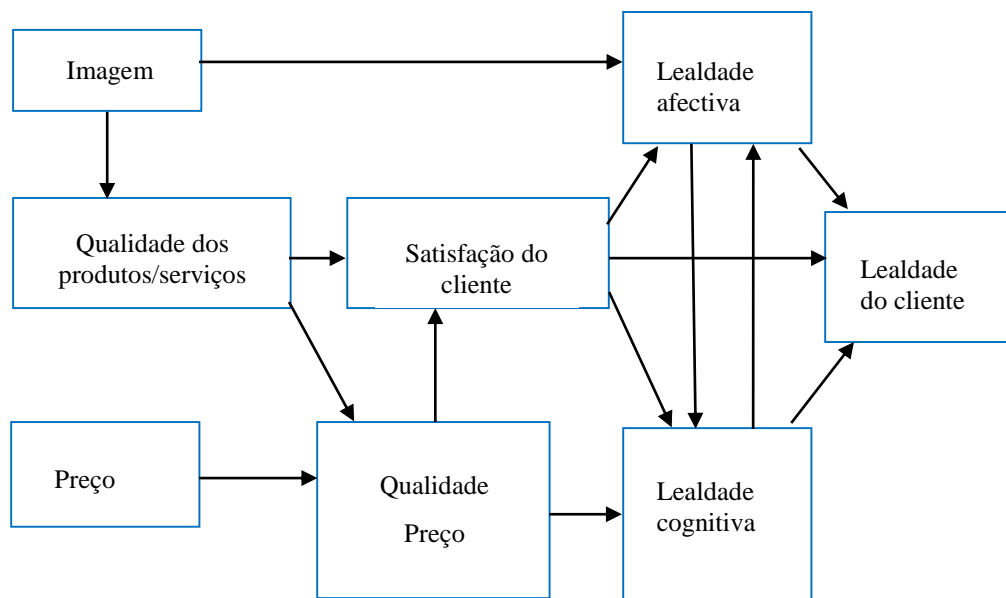 Imagem
Lealdade
afectiva
Qualidade dos
produtos/serviços
Satisfação do
cliente
Lealdade
do cliente
Preço
Qualidade
Preço
Lealdade
cognitiva